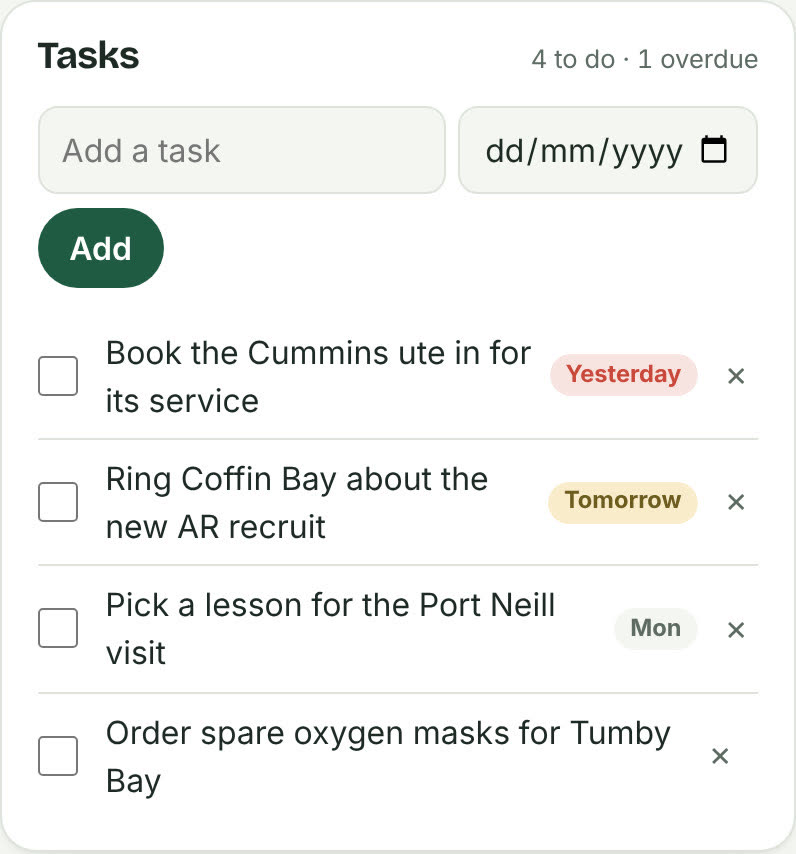 Tasks
4 to do · 1 overdue
Add a task
dd/mm/yyyy
Add
Book the Cummins ute in for
its service
Yesterday
×
Ring Coffin Bay about the
new AR recruit
Tomorrow
×
Pick a lesson for the Port Neill
visit
Mon
×
Order spare oxygen masks for Tumby
Bay
×